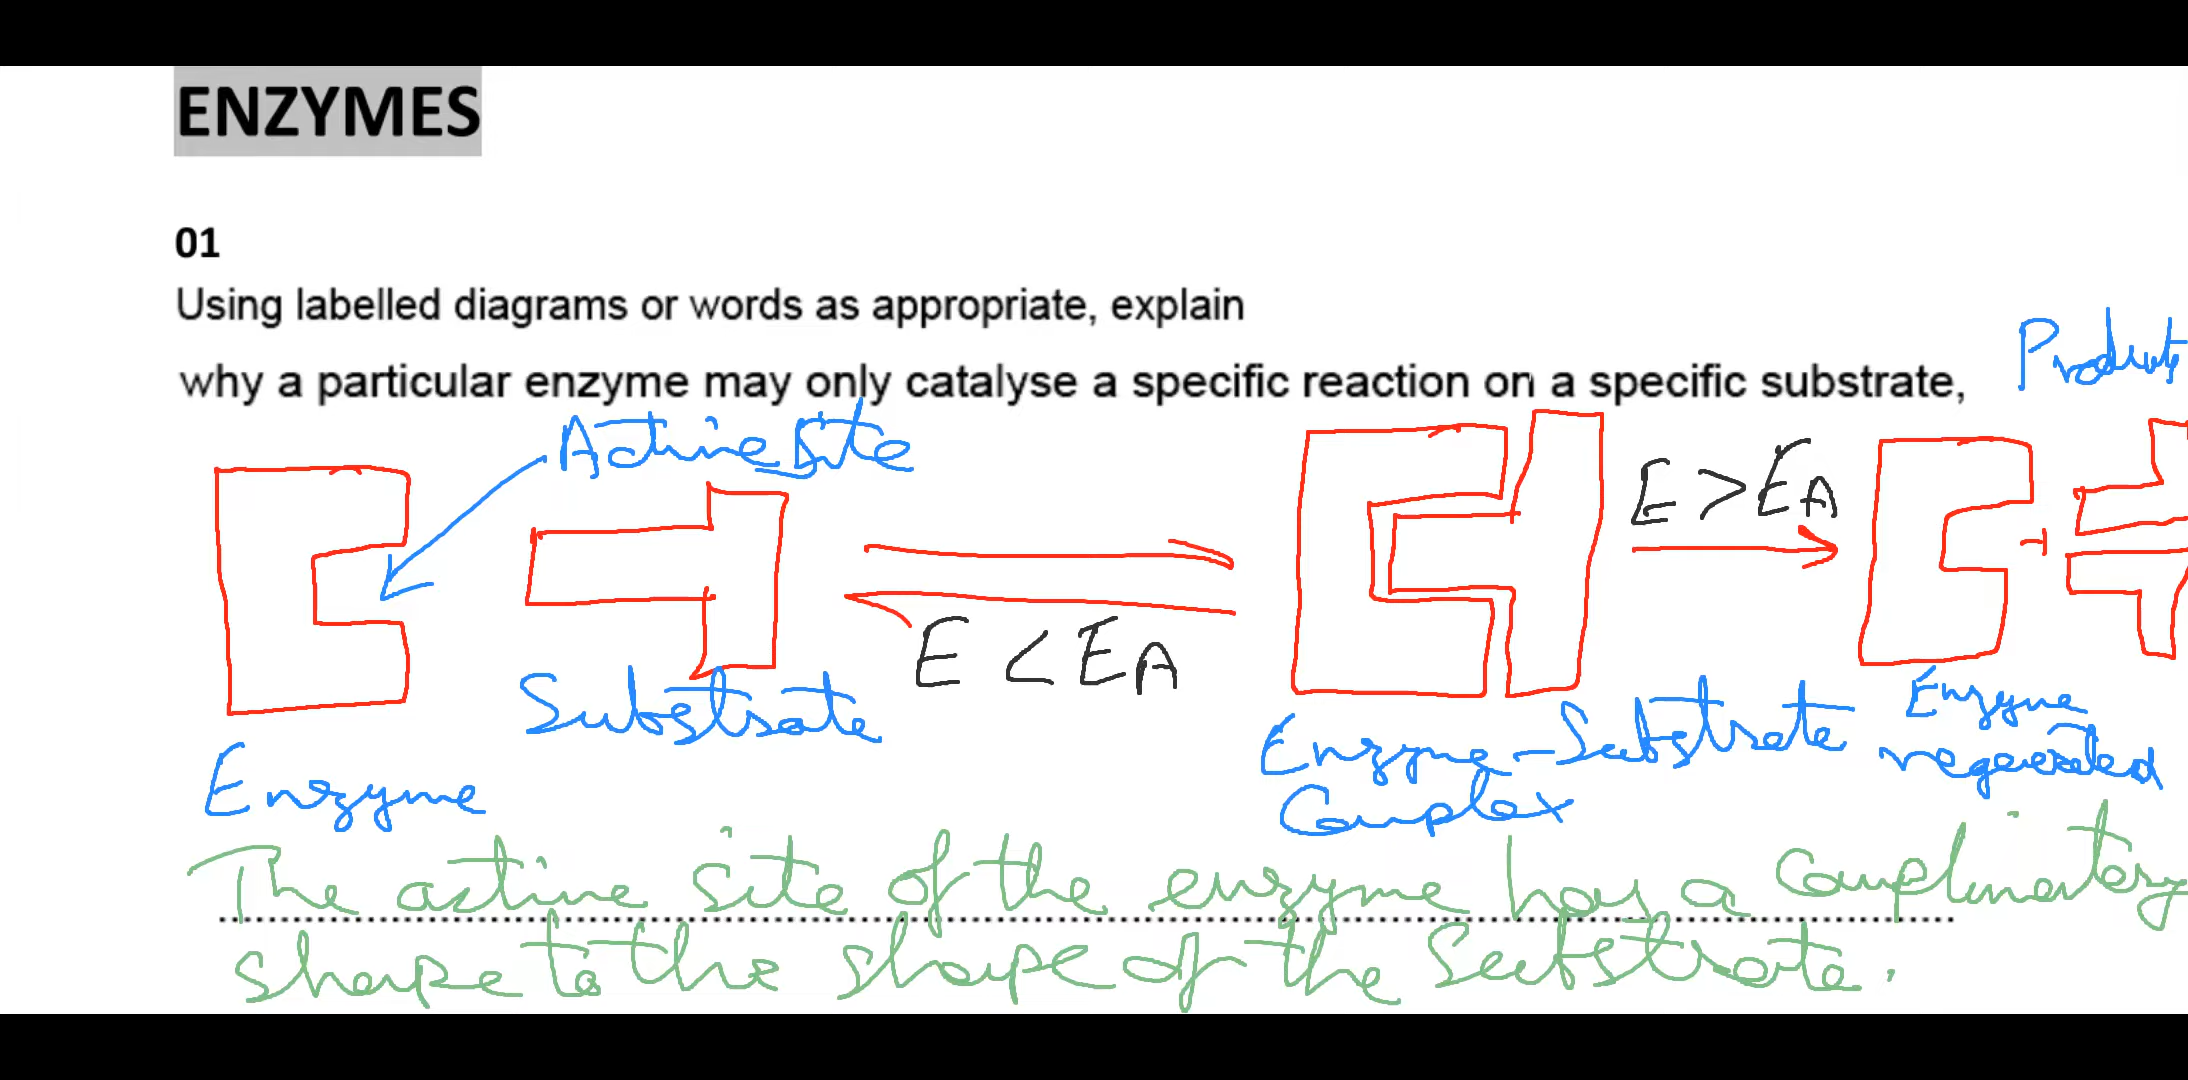 ENZYMES
01
Using labelled diagrams or words as appropriate, explain
why a particular enzyme may only catalyse a specific reaction on a specific substrate,
Products
Active Site
E > EA
+
E < EA
Substrate
Enzyme
Enzyme-Substrate
Complex
Enzyme
regenerated
The active site of the enzyme has a complimentory
shape to the shape of the Substrate.